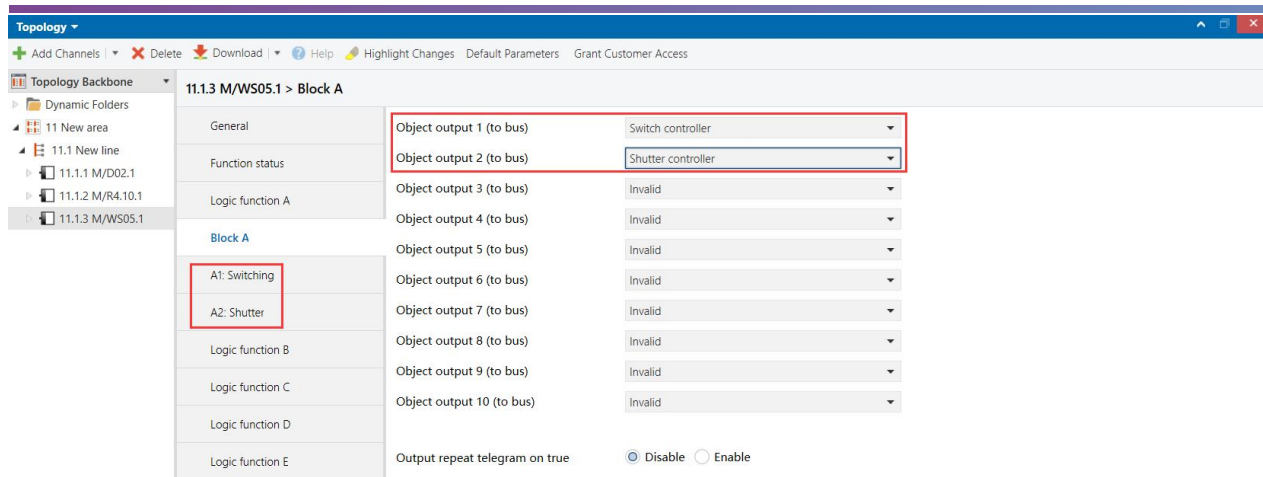 Topology
Add Channels Delete Download Help Highlight Changes Default Parameters Grant Customer Access
Topology Backbone
Dynamic Folders
11 New area
11.1 New line
11.1.1 M/D02.1
11.1.2 M/R4.10.1
11.1.3 M/WS05.1
11.1.3 M/WS05.1 > Block A
General
Function status
Logic function A
Block A
A1: Switching
A2: Shutter
Logic function B
Logic function C
Logic function D
Logic function E
Object output 1 (to bus) Switch controller
Object output 2 (to bus) Shutter controller
Object output 3 (to bus) Invalid
Object output 4 (to bus) Invalid
Object output 5 (to bus) Invalid
Object output 6 (to bus) Invalid
Object output 7 (to bus) Invalid
Object output 8 (to bus) Invalid
Object output 9 (to bus) Invalid
Object output 10 (to bus) Invalid
Output repeat telegram on true Disable Enable